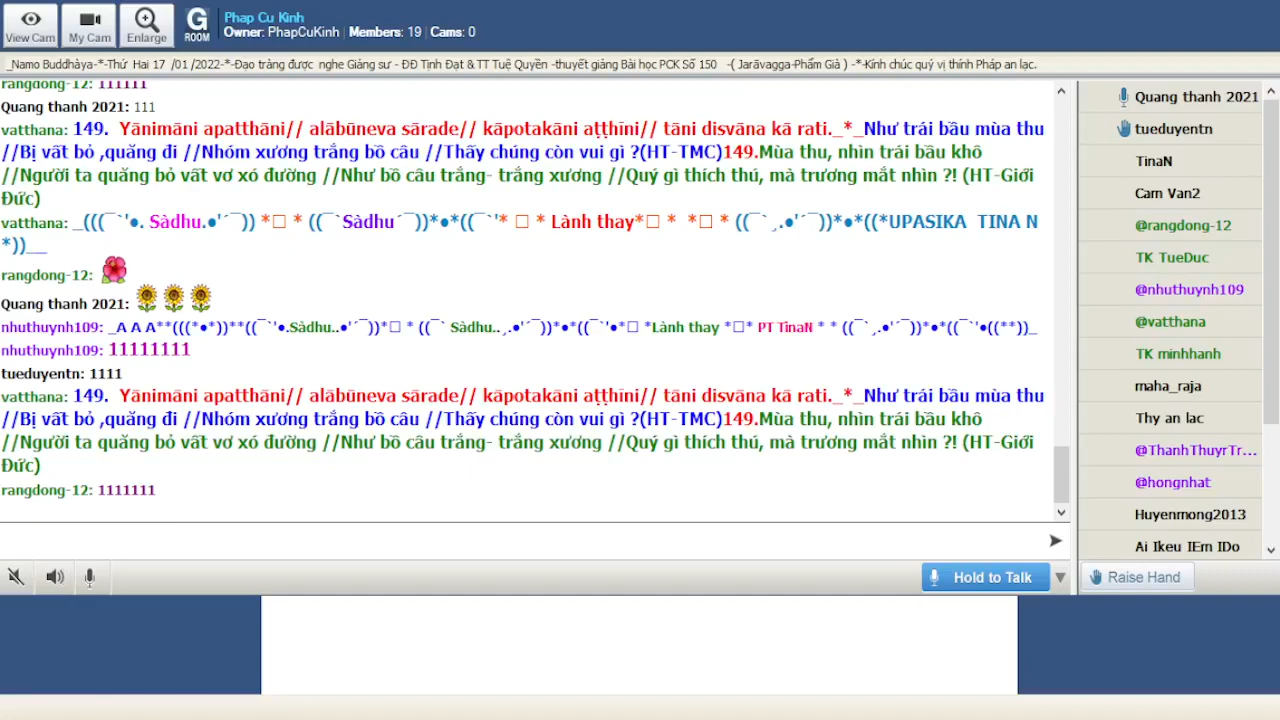 View Cam
My Cam
Enlarge
G
ROOM
Phap Cu Kinh
Owner: PhapCuKinh | Members: 19 | Cams: 0
_Namo Buddhàya-*-Thứ Hai 17 /01 /2022-*-Đạo tràng được nghe Giảng sư - ĐĐ Tịnh Đạt & TT Tuệ Quyền -thuyết giảng Bài học PCK Số 150 -( Jarāvagga-Phẩm Già ) -*-Kính chúc quý vị thính Pháp an lạc.
rangdong-12: 111111
Quang thanh 2021: 111
vatthana: 149. Yānimāni apatthāni// alābūneva sārade// kāpotakāni aṭṭhīni// tāni disvāna kā rati._*_Như trái bầu mùa thu
//Bị vất bỏ ,quăng đi //Nhóm xương trắng bồ câu //Thấy chúng còn vui gì ?(HT-TMC)149.Mùa thu, nhìn trái bầu khô
//Người ta quăng bỏ vất vơ xó đường //Như bồ câu trắng- trắng xương //Quý gì thích thú, mà trương mắt nhìn ?! (HT-Giới
Đức)
vatthana: _(((¯`'●. Sàdhu.●'´¯)) *□ * ((¯`Sàdhu´¯))*●*((¯`'* □ * Lành thay*□ * *□ * ((¯`¸.●'´¯))*●*((*UPASIKA TINA N
*))__
rangdong-12:
Quang thanh 2021:
nhuthuynh109: _A A A**(((*●*))**((¯`'●.Sàdhu..●'´¯))*□ * ((¯` Sàdhu..¸.●'´¯))*●*((¯`'●*□ *Lành thay *□* PT TinaN * * ((¯`¸.●'´¯))*●*((¯`'●((**))_
nhuthuynh109: 11111111
tueduyentn: 1111
vatthana: 149. Yānimāni apatthāni// alābūneva sārade// kāpotakāni aṭṭhīni// tāni disvāna kā rati._*_Như trái bầu mùa thu
//Bị vất bỏ ,quăng đi //Nhóm xương trắng bồ câu //Thấy chúng còn vui gì ?(HT-TMC)149.Mùa thu, nhìn trái bầu khô
//Người ta quăng bỏ vất vơ xó đường //Như bồ câu trắng- trắng xương //Quý gì thích thú, mà trương mắt nhìn ?! (HT-Giới
Đức)
rangdong-12: 1111111
Quang thanh 2021
tueduyentn
TinaN
Cam Van2
@rangdong-12
TK TueDuc
@nhuthuynh109
@vatthana
TK minhhanh
maha_raja
Thy an lac
@ThanhThuyrTr...
@hongnhat
Huyenmong2013
Ai Ikeu IEm IDo
Hold to Talk
Raise Hand